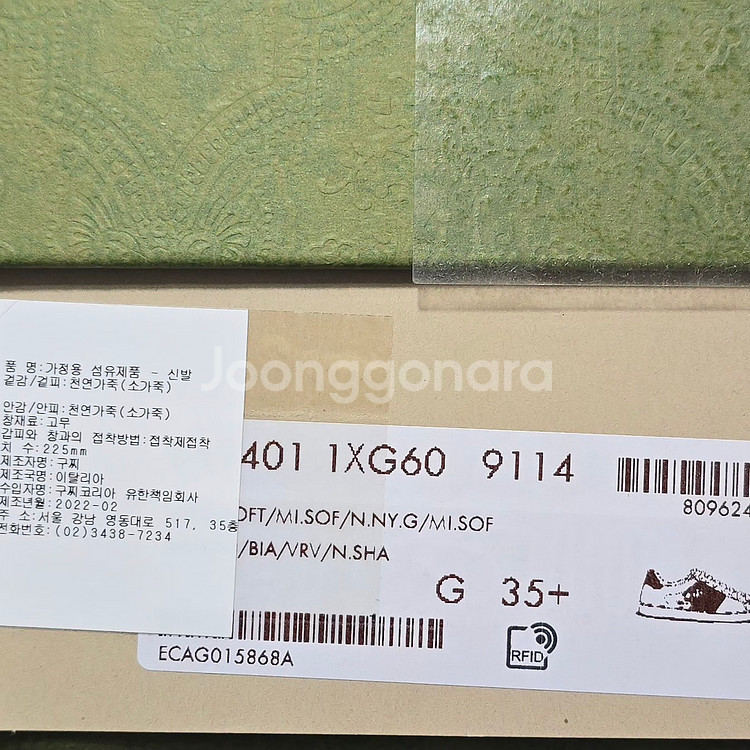 Joonggonara
품 명:가정용 섬유제품 - 신발
겉감/겉피:천연가죽(소가죽)
안감/안피:천연가죽(소가죽)
창재료:고무
갑피와 창과의 접착방법:접착제접착
치 수:225mm
제조자명:구찌
제조국명:이탈리아
수입자명:구찌코리아 유한책임회사
제조년월:2022-02
주 소:서울 강남 영동대로 517, 35층
전화번호:(02)3438-7234
401 1XG60 9114
809624
OFT/MI.SOF/N.NY.G/MI.SOF
/BIA/VRV/N.SHA
G 35+
RFID
ECAG015868A